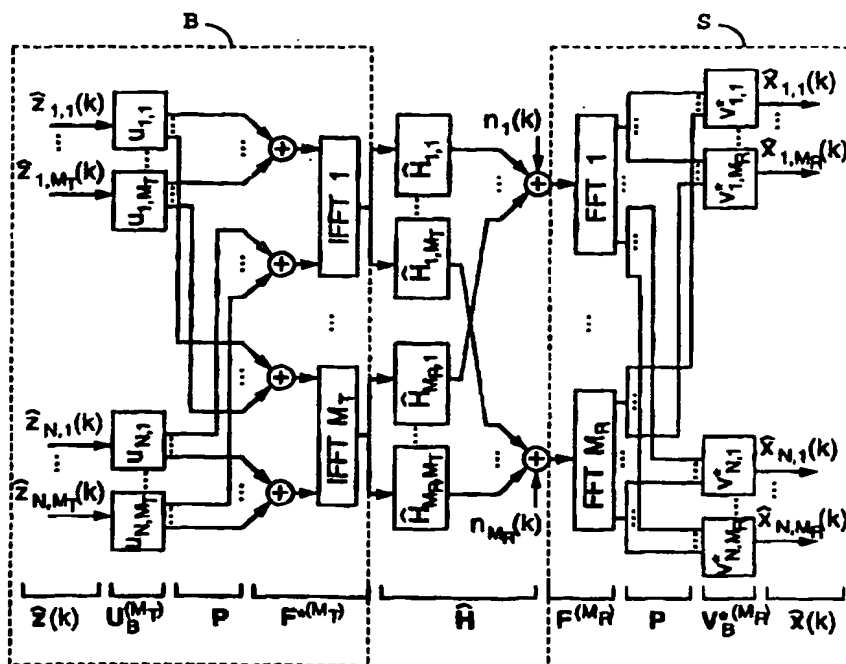 B
S
ẑ1,1(k)
u1,1
ẑ1,MT(k)
u1,MT
ẑN,1(k)
uN,1
ẑN,MT(k)
uN,MT
+
+
+
+
IFFT 1
IFFT MT
Ĥ1,1
Ĥ1,MT
ĤMR,1
ĤMR,MT
n1(k)
+
+
nMR(k)
FFT 1
FFT MR
v*1,1
x̂1,1(k)
v*1,MR
x̂1,MR(k)
v*N,1
x̂N,1(k)
v*N,MR
x̂N,MR(k)
ẑ(k) UB(MT) P F*(MT) Ĥ F(MR) P VB*(MR) x̂(k)